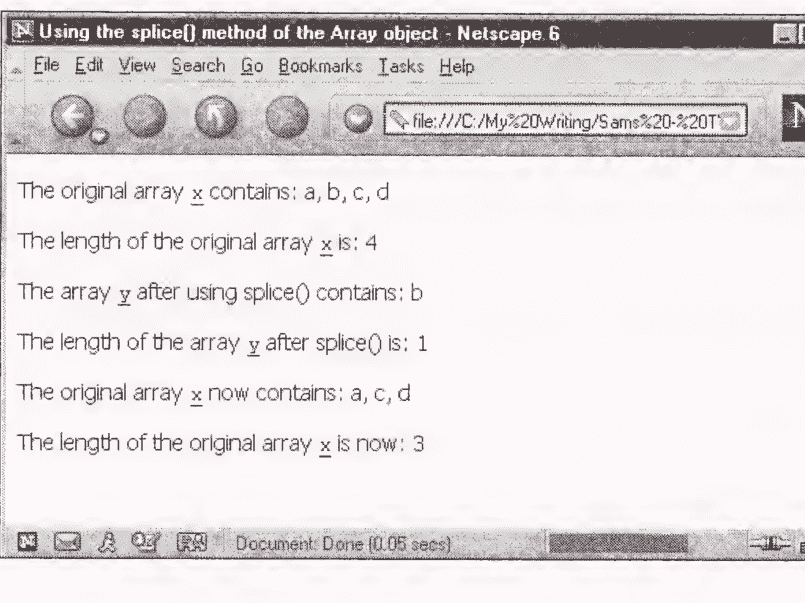 Using the splice() method of the Array object - Netscape 6
File Edit View Search Go Bookmarks Tasks Help
file:///C:/My%20Writing/Sams%20-%20T
The original array x contains: a, b, c, d
The length of the original array x is: 4
The array y after using splice() contains: b
The length of the array y after splice() is: 1
The original array x now contains: a, c, d
The length of the original array x is now: 3
Document: Done (0.05 secs)